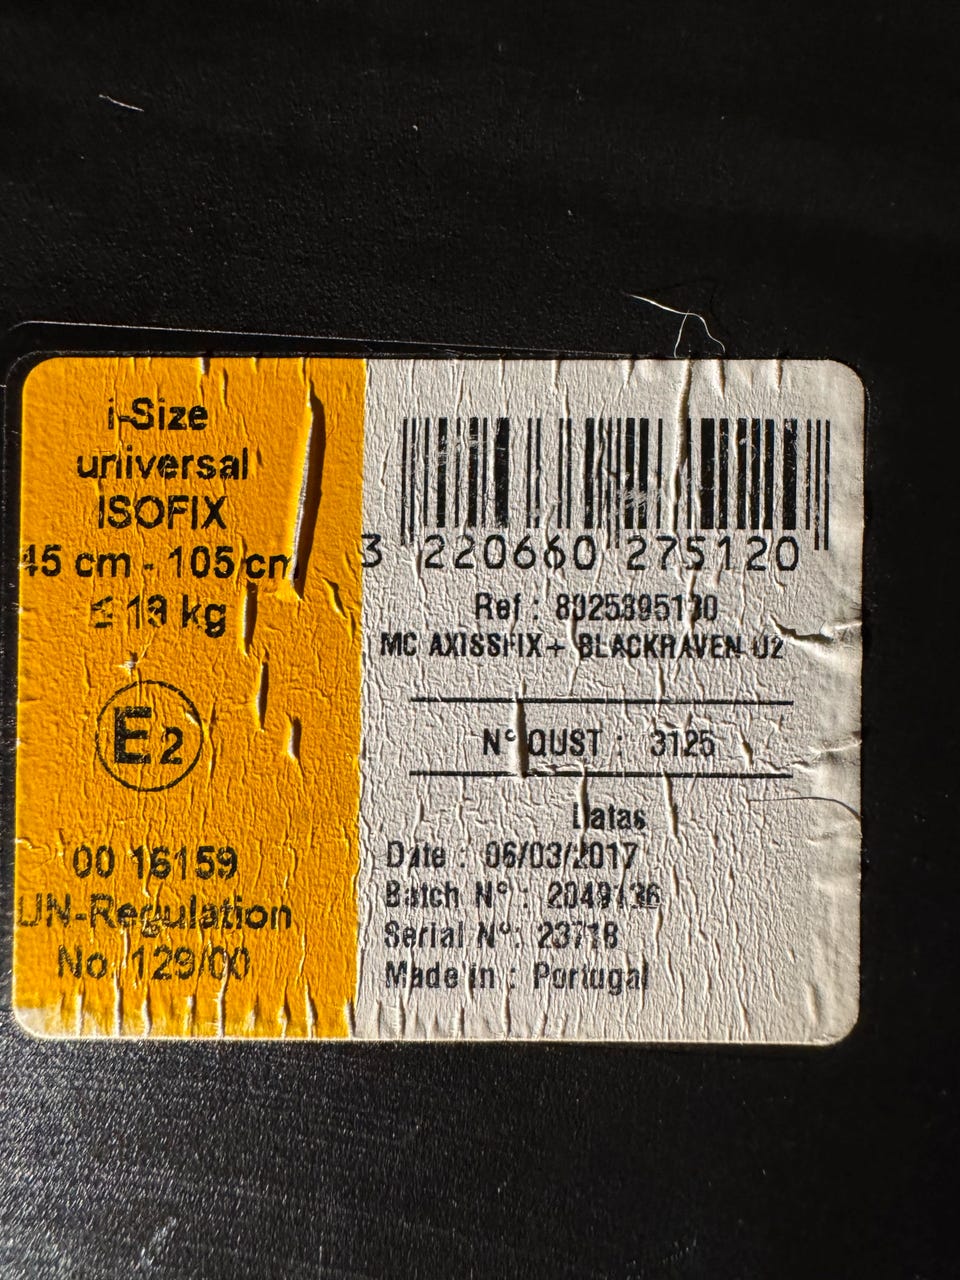 i-Size
universal
ISOFIX
45 cm - 105 cm
≤ 19 kg
E2
00 16159
UN-Regulation
No. 129/00
3 220660 275120
Ref :
MC AXISSFIX+ BLACKRAVEN U2
N° QUST : 3125
Datas
Date : 06/03/2017
Batch N° : 2049136
Serial N° : 23718
Made in : Portugal